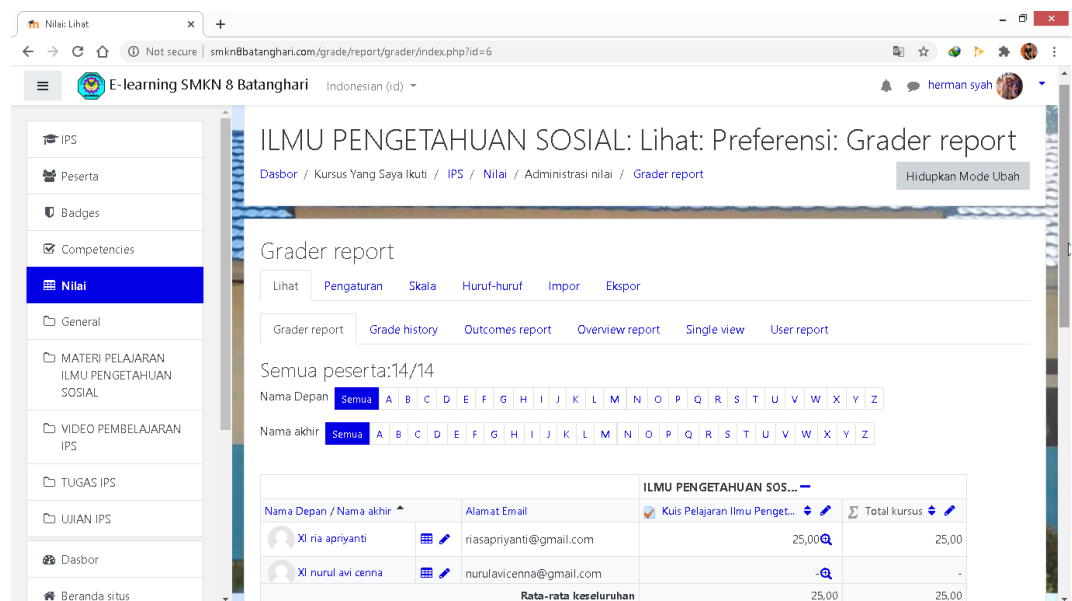 Nilai: Lihat
Not secure | smkn8batanghari.com/grade/report/grader/index.php?id=6
E-learning SMKN 8 Batanghari Indonesian (id) herman syah
IPS
Peserta
Badges
Competencies
Nilai
General
MATERI PELAJARAN
ILMU PENGETAHUAN
SOSIAL
VIDEO PEMBELAJARAN
IPS
TUGAS IPS
UJIAN IPS
Dasbor
Beranda situs
ILMU PENGETAHUAN SOSIAL: Lihat: Preferensi: Grader report
Dasbor / Kursus Yang Saya Ikuti / IPS / Nilai / Administrasi nilai / Grader report
Hidupkan Mode Ubah
Grader report
Lihat Pengaturan Skala Huruf-huruf Impor Ekspor
Grader report Grade history Outcomes report Overview report Single view User report
Semua peserta:14/14
Nama Depan Semua A B C D E F G H I J K L M N O P Q R S T U V W X Y Z
Nama akhir Semua A B C D E F G H I J K L M N O P Q R S T U V W X Y Z
ILMU PENGETAHUAN SOS...
Nama Depan / Nama akhir Alamat Email Kuis Pelajaran Ilmu Penget... Total kursus
XI ria apriyanti riasapriyanti@gmail.com 25,00 25,00
XI nurul avi cenna nurulavicenna@gmail.com - -
Rata-rata keseluruhan 25,00 25,00